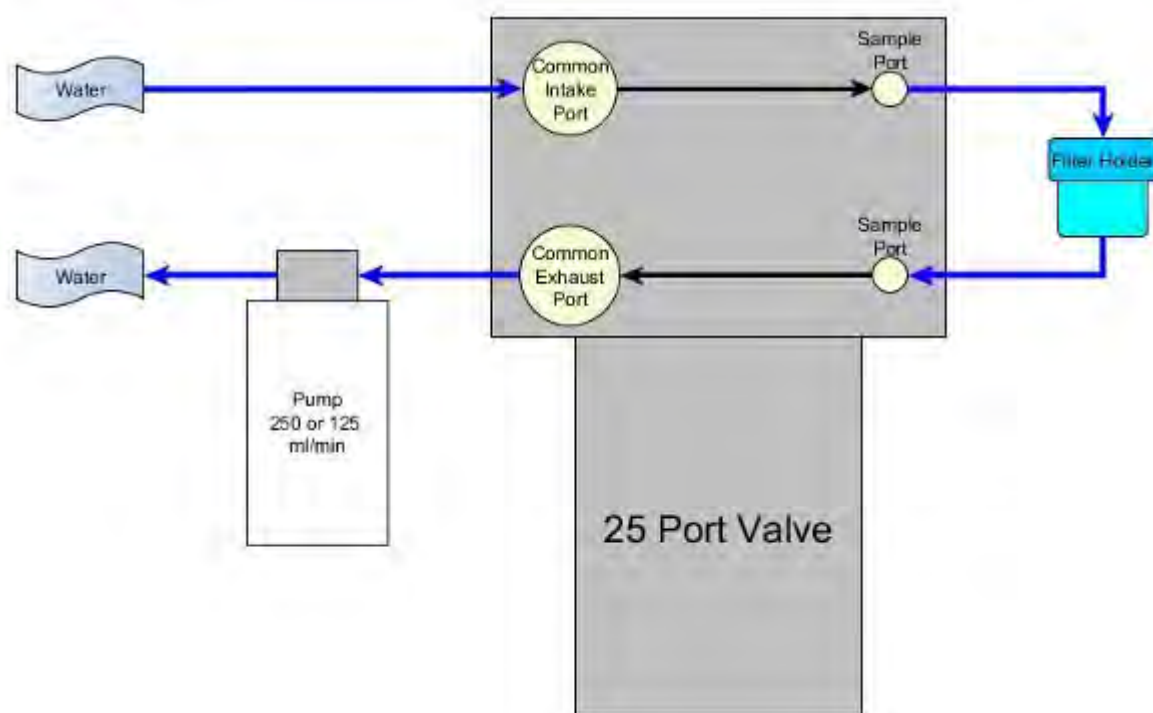 Water
Common
Intake
Port
Sample
Port
Filter Holder
Water
Common
Exhaust
Port
Sample
Port
Pump
250 or 125
ml/min
25 Port Valve